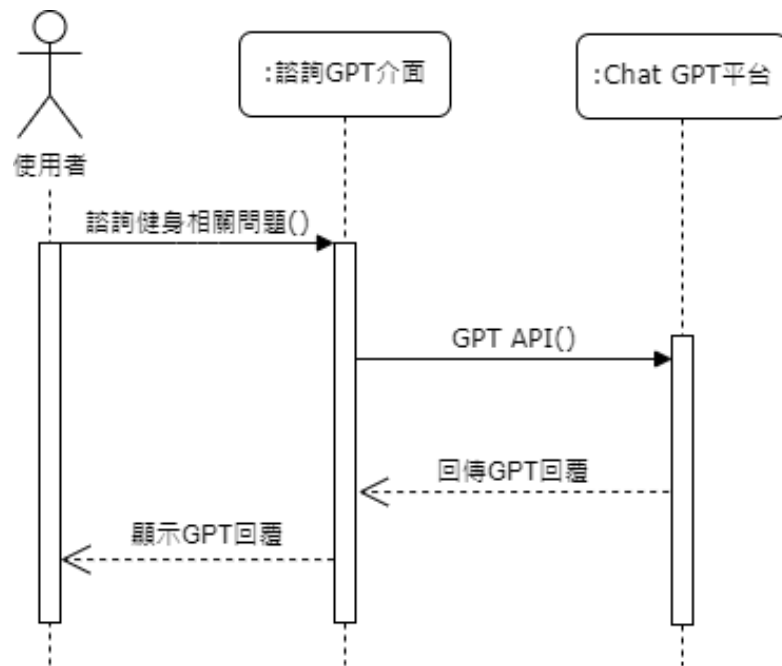 :諮詢GPT介面
:Chat GPT平台
使用者
諮詢健身相關問題()
GPT API()
回傳GPT回覆
顯示GPT回覆